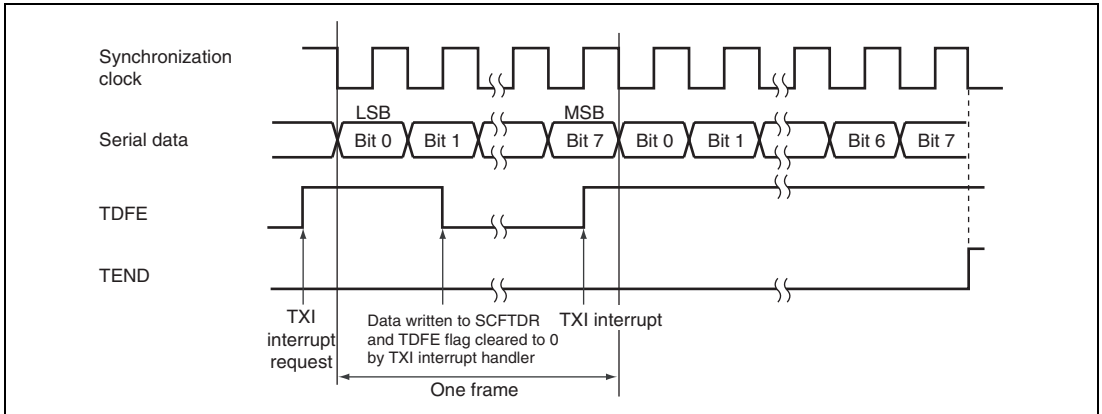 Synchronization
clock
LSB
MSB
Serial data
Bit 0
Bit 1
Bit 7
Bit 0
Bit 1
Bit 6
Bit 7
TDFE
TEND
TXI
interrupt
request
Data written to SCFTDR
and TDFE flag cleared to 0
by TXI interrupt handler
TXI interrupt
One frame